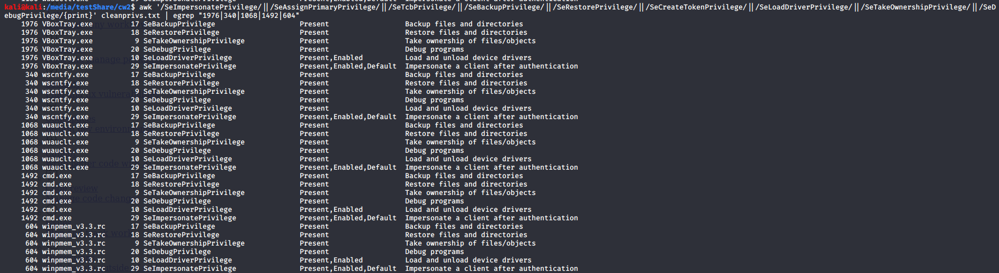 kali@kali:/media/testShare/cw2$ awk '/SeImpersonatePrivilege/||/SeAssignPrimaryPrivilege/||/SeTcbPrivilege/||/SeBackupPrivilege/||/SeRestorePrivilege/||/SeCreateTokenPrivilege/||/SeLoadDriverPrivilege/||/SeTakeOwnershipPrivilege/||/SeD
ebugPrivilege/{print}' cleanprivs.txt | egrep "1976|340|1068|1492|604"
1976 VBoxTray.exe 17 SeBackupPrivilege Present Backup files and directories
1976 VBoxTray.exe 18 SeRestorePrivilege Present Restore files and directories
1976 VBoxTray.exe 9 SeTakeOwnershipPrivilege Present Take ownership of files/objects
1976 VBoxTray.exe 20 SeDebugPrivilege Present Debug programs
1976 VBoxTray.exe 10 SeLoadDriverPrivilege Present,Enabled Load and unload device drivers
1976 VBoxTray.exe 29 SeImpersonatePrivilege Present,Enabled,Default Impersonate a client after authentication
340 wscntfy.exe 17 SeBackupPrivilege Present Backup files and directories
340 wscntfy.exe 18 SeRestorePrivilege Present Restore files and directories
340 wscntfy.exe 9 SeTakeOwnershipPrivilege Present Take ownership of files/objects
340 wscntfy.exe 20 SeDebugPrivilege Present Debug programs
340 wscntfy.exe 10 SeLoadDriverPrivilege Present Load and unload device drivers
340 wscntfy.exe 29 SeImpersonatePrivilege Present,Enabled,Default Impersonate a client after authentication
1068 wuauclt.exe 17 SeBackupPrivilege Present Backup files and directories
1068 wuauclt.exe 18 SeRestorePrivilege Present Restore files and directories
1068 wuauclt.exe 9 SeTakeOwnershipPrivilege Present Take ownership of files/objects
1068 wuauclt.exe 20 SeDebugPrivilege Present Debug programs
1068 wuauclt.exe 10 SeLoadDriverPrivilege Present Load and unload device drivers
1068 wuauclt.exe 29 SeImpersonatePrivilege Present,Enabled,Default Impersonate a client after authentication
1492 cmd.exe 17 SeBackupPrivilege Present Backup files and directories
1492 cmd.exe 18 SeRestorePrivilege Present Restore files and directories
1492 cmd.exe 9 SeTakeOwnershipPrivilege Present Take ownership of files/objects
1492 cmd.exe 20 SeDebugPrivilege Present Debug programs
1492 cmd.exe 10 SeLoadDriverPrivilege Present,Enabled Load and unload device drivers
1492 cmd.exe 29 SeImpersonatePrivilege Present,Enabled,Default Impersonate a client after authentication
604 winpmem_v3.3.rc 17 SeBackupPrivilege Present Backup files and directories
604 winpmem_v3.3.rc 18 SeRestorePrivilege Present Restore files and directories
604 winpmem_v3.3.rc 9 SeTakeOwnershipPrivilege Present Take ownership of files/objects
604 winpmem_v3.3.rc 20 SeDebugPrivilege Present Debug programs
604 winpmem_v3.3.rc 10 SeLoadDriverPrivilege Present,Enabled Load and unload device drivers
604 winpmem_v3.3.rc 29 SeImpersonatePrivilege Present,Enabled,Default Impersonate a client after authentication